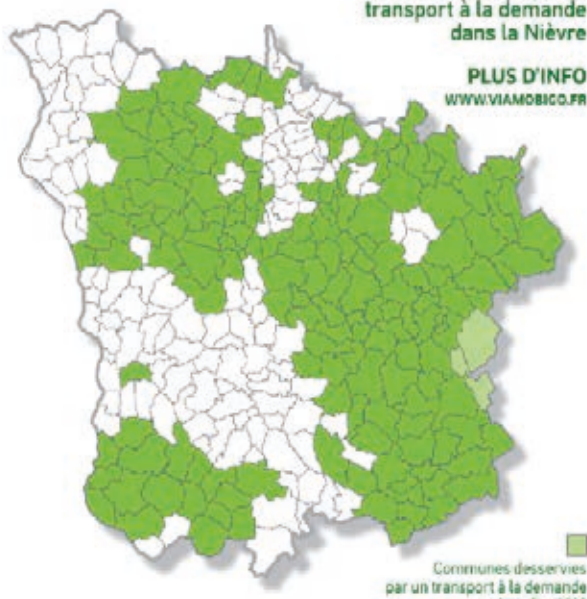 transport à la demande
dans la Nièvre
PLUS D'INFO
WWW.VIAMOBIGO.FR
Communes desservies
par un transport à la demande